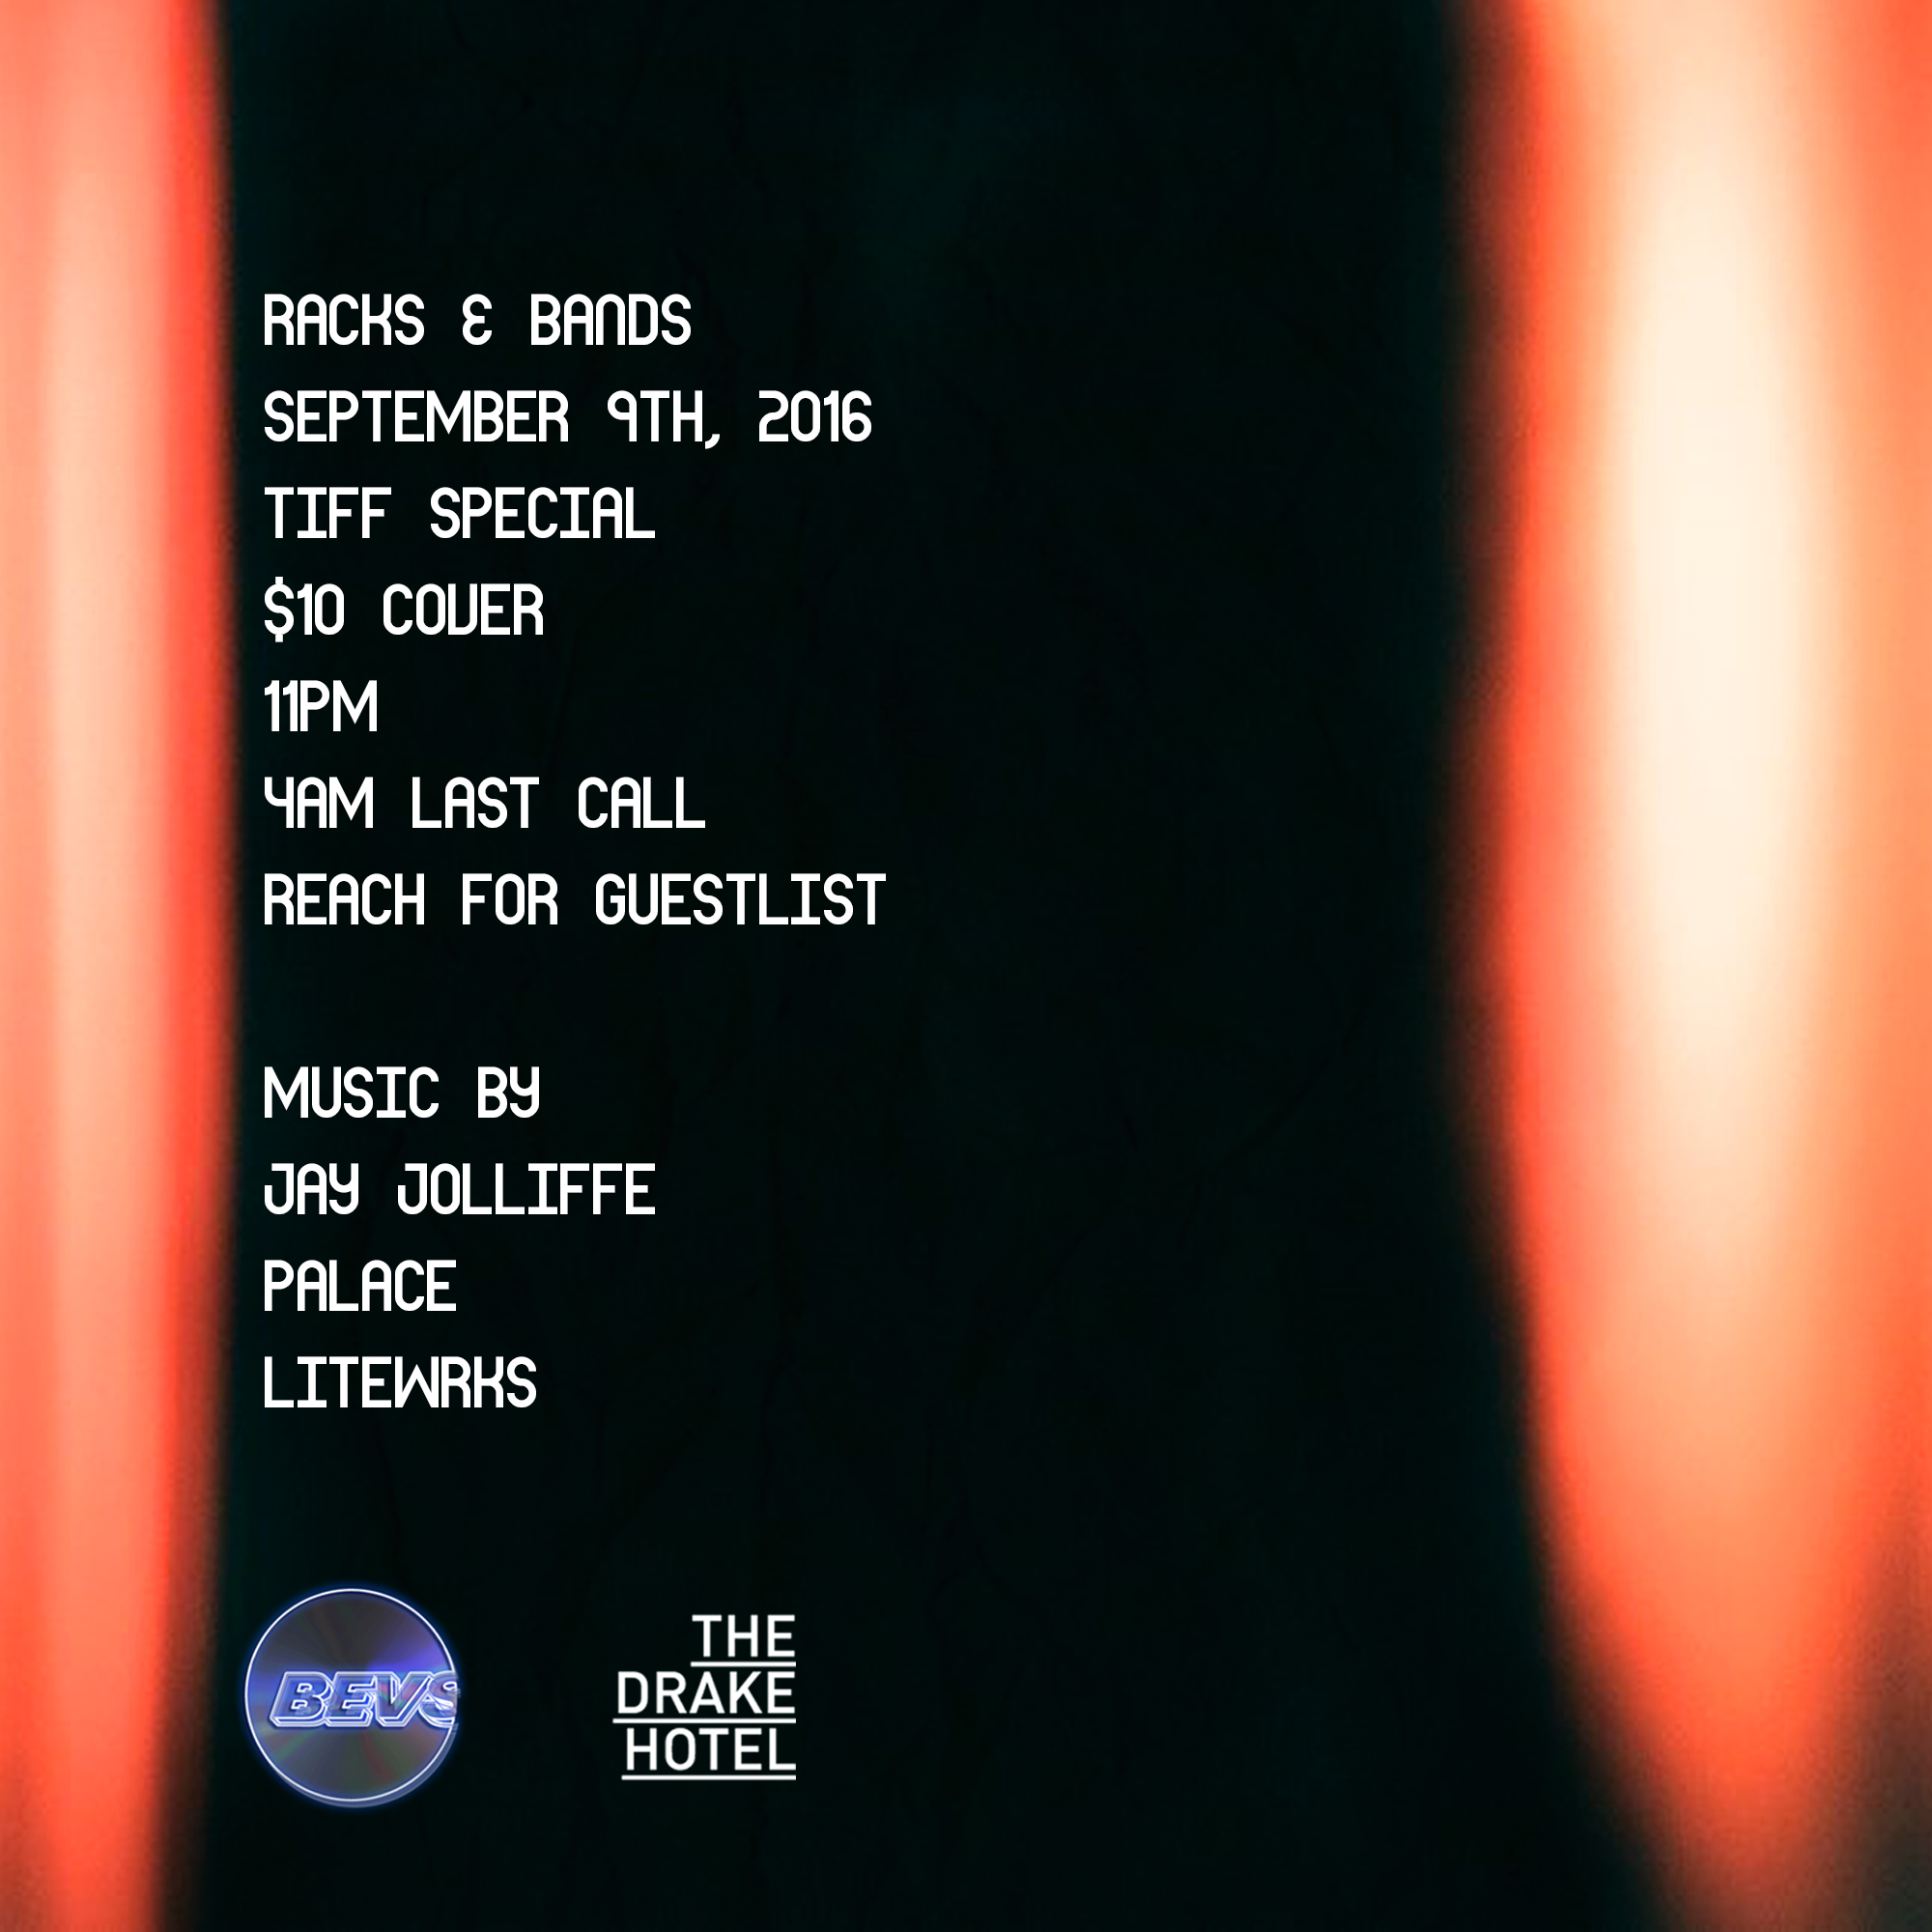 RACKS & BANDS
SEPTEMBER 9TH, 2016
TIFF SPECIAL
$10 COVER
11PM
4AM LAST CALL
REACH FOR GUESTLIST
MUSIC BY
JAY JOLLIFFE
PALACE
LITEWRKS
BEVS
THE
DRAKE
HOTEL